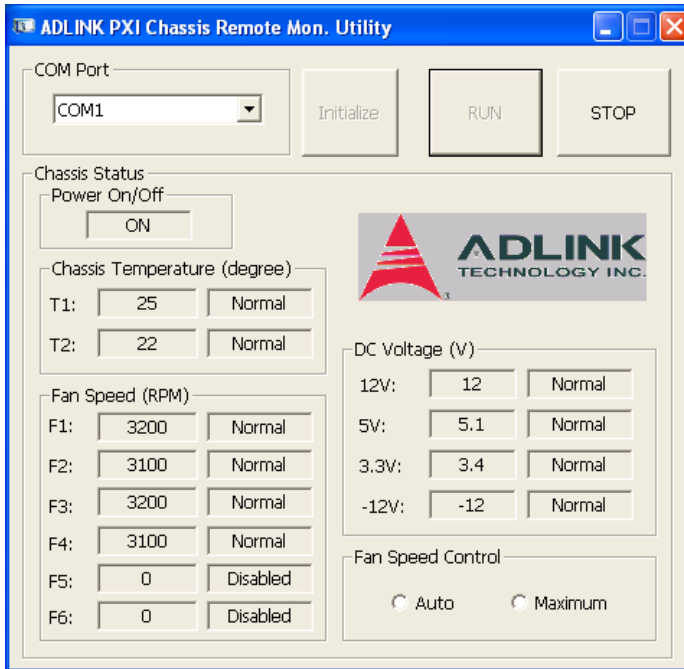 ADLINK PXI Chassis Remote Mon. Utility
COM Port
COM1
Initialize
RUN
STOP
Chassis Status
Power On/Off
ON
ADLINK
TECHNOLOGY INC.
®
Chassis Temperature (degree)
T1: 25 Normal
T2: 22 Normal
Fan Speed (RPM)
F1: 3200 Normal
F2: 3100 Normal
F3: 3200 Normal
F4: 3100 Normal
F5: 0 Disabled
F6: 0 Disabled
DC Voltage (V)
12V: 12 Normal
5V: 5.1 Normal
3.3V: 3.4 Normal
-12V: -12 Normal
Fan Speed Control
Auto Maximum